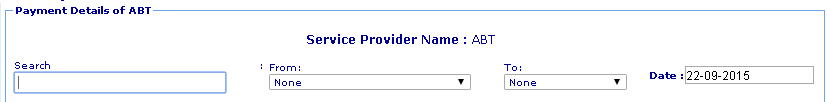 Payment Details of ABT
Service Provider Name : ABT
Search : From: To:
None None Date : 22-09-2015